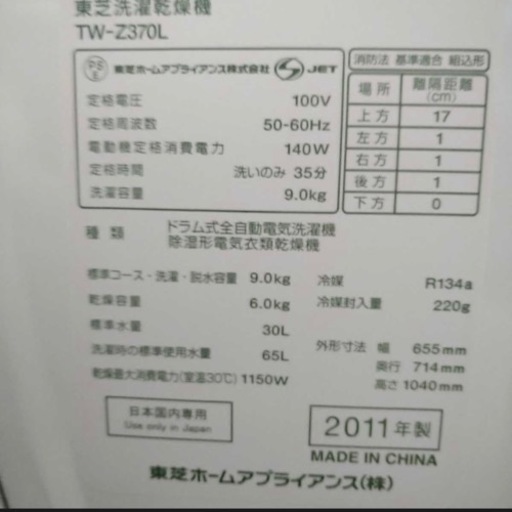 東芝洗濯乾燥機
TW-Z370L
PS E 東芝ホームアプライアンス株式会社 S JET
定格電圧 100V
定格周波数 50-60Hz
電動機定格消費電力 140W
定格時間 洗いのみ 35分
洗濯容量 9.0kg
消防法 基準適合 組込形
場所 離隔距離(cm)
上方 17
左方 1
右方 1
後方 1
下方 0
種類 ドラム式全自動電気洗濯機
除湿形電気衣類乾燥機
標準コース・洗濯・脱水容量 9.0kg
乾燥容量 6.0kg
標準水量 30L
洗濯時の標準使用水量 65L
乾燥最大消費電力(室温30℃) 1150W
冷媒 R134a
冷媒封入量 220g
外形寸法 幅 655mm
奥行 714mm
高さ 1040mm
日本国内専用
Use only in Japan
2011年製
MADE IN CHINA
東芝ホームアプライアンス(株)